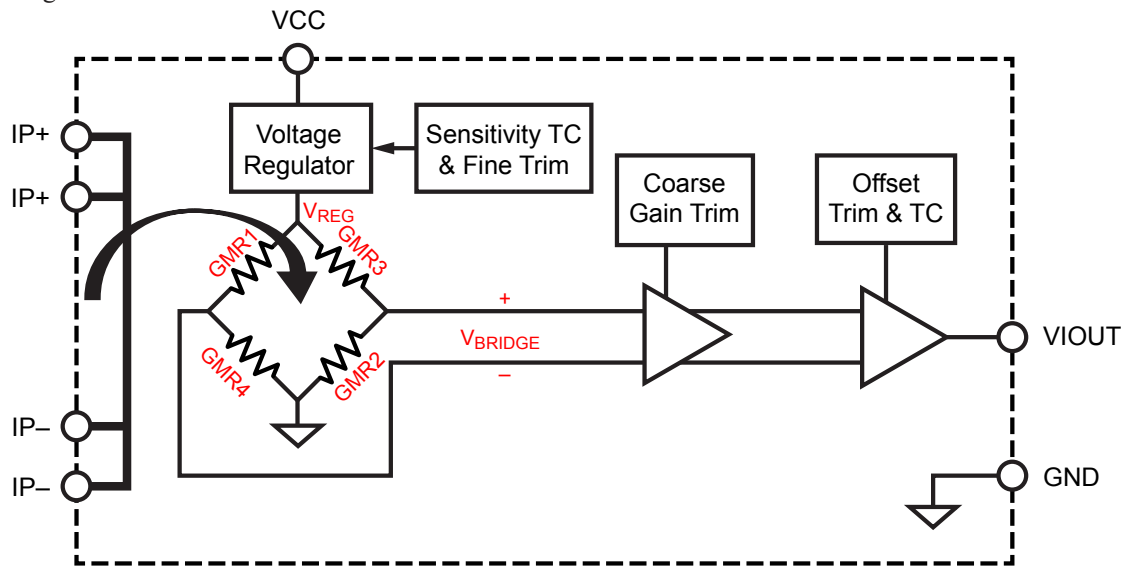 VCC
IP+
IP+
Voltage
Regulator
Sensitivity TC
& Fine Trim
Coarse
Gain Trim
Offset
Trim & TC
VREG
GMR1
GMR3
GMR4
GMR2
+
VBRIDGE
–
VIOUT
IP–
IP–
GND